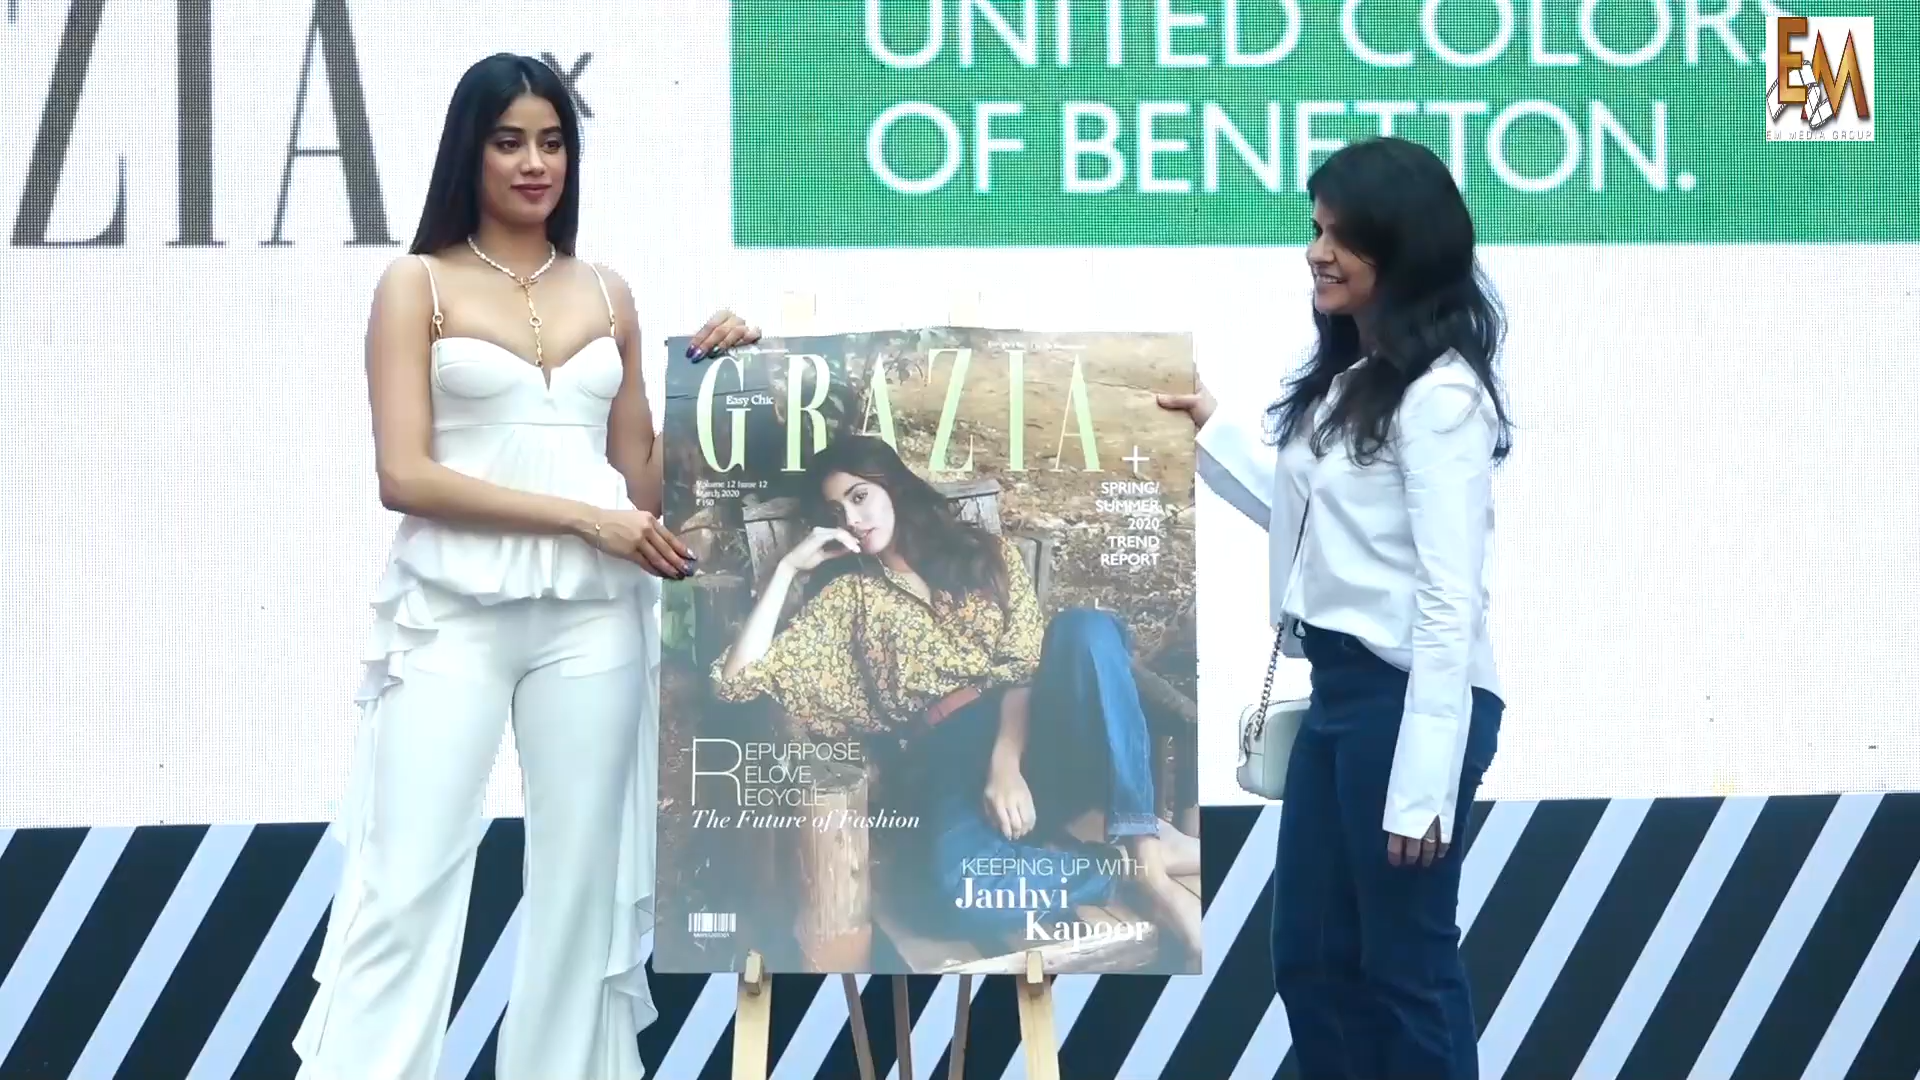 ZIA
x
UNITED COLORS
OF BENETTON.
EM
EM MEDIA GROUP
GRAZIA
Easy Chic
Volume 12 Issue 12
March 2020
₹150
+
SPRING/
SUMMER
2020
TREND
REPORT
REPURPOSE,
RELOVE,
RECYCLE
The Future of Fashion
KEEPING UP WITH
Janhvi
Kapoor